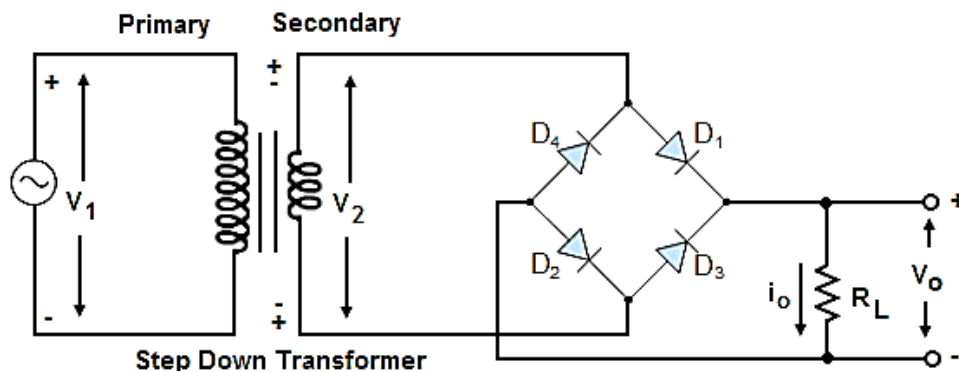 Primary Secondary
+ + - + -
V1 V2
D4 D1
D2 D3
+
io RL Vo
- - + -
Step Down Transformer